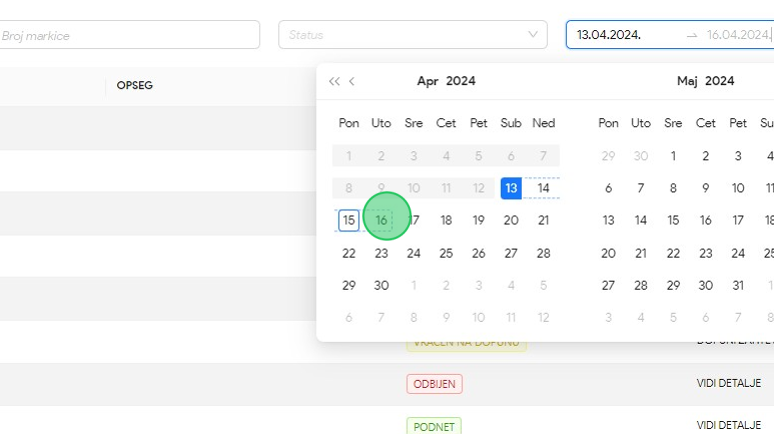 Broj markice
Status
13.04.2024.
16.04.2024.
OPSEG
Apr 2024
Maj 2024
Pon Uto Sre Cet Pet Sub Ned
Pon Uto Sre Cet Pet Su
1 2 3 4 5 6 7
29 30 1 2 3 4
8 9 10 11 12 13 14
6 7 8 9 10 11
15 16 17 18 19 20 21
13 14 15 16 17 18
22 23 24 25 26 27 28
20 21 22 23 24 25
29 30 1 2 3 4 5
27 28 29 30 31 1
6 7 8 9 10 11 12
3 4 5 6 7 8
VRAĆEN NA DOPUNU
ODBIJEN
VIDI DETALJE
PODNET
VIDI DETALJE